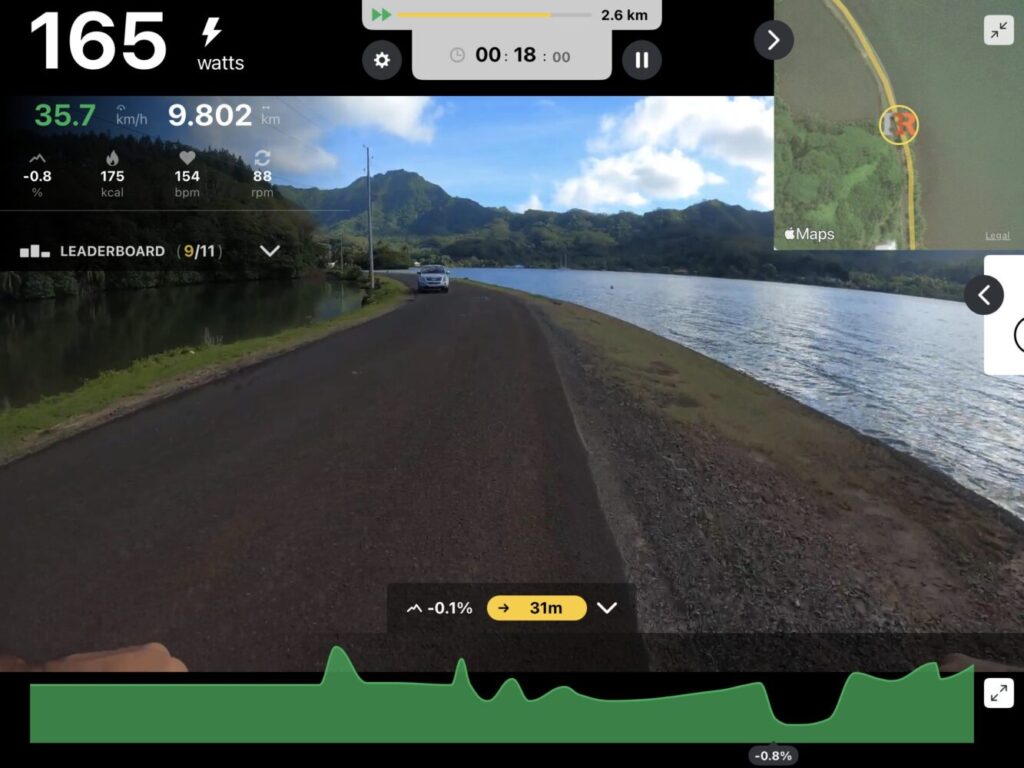 165
watts
2.6 km
00 : 18 : 00
35.7 km/h 9.802 km
-0.8 175 154 88
% kcal bpm rpm
LEADERBOARD (9/11)
R
Maps
Legal
-0.1% → 31m
-0.8%